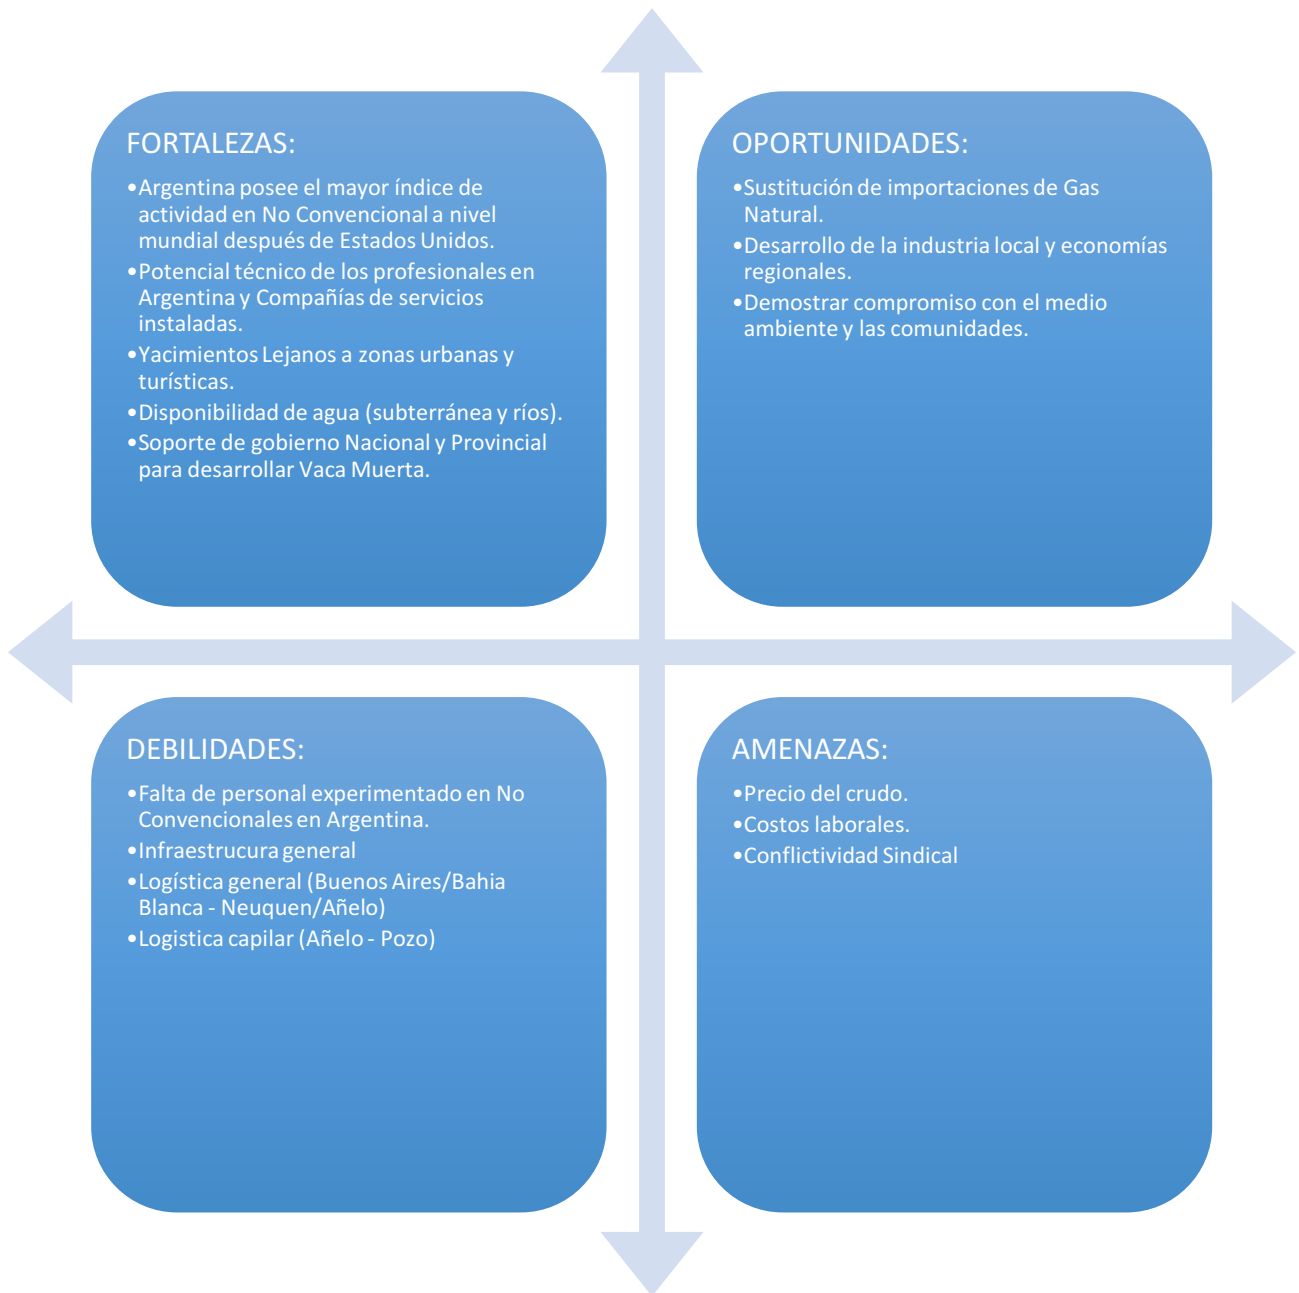 FORTALEZAS:
•Argentina posee el mayor índice de
actividad en No Convencional a nivel
mundial después de Estados Unidos.
•Potencial técnico de los profesionales en
Argentina y Compañías de servicios
instaladas.
•Yacimientos Lejanos a zonas urbanas y
turísticas.
•Disponibilidad de agua (subterránea y ríos).
•Soporte de gobierno Nacional y Provincial
para desarrollar Vaca Muerta.
OPORTUNIDADES:
•Sustitución de importaciones de Gas
Natural.
•Desarrollo de la industria local y economías
regionales.
•Demostrar compromiso con el medio
ambiente y las comunidades.
DEBILIDADES:
•Falta de personal experimentado en No
Convencionales en Argentina.
•Infraestrucura general
•Logística general (Buenos Aires/Bahia
Blanca - Neuquen/Añelo)
•Logistica capilar (Añelo - Pozo)
AMENAZAS:
•Precio del crudo.
•Costos laborales.
•Conflictividad Sindical